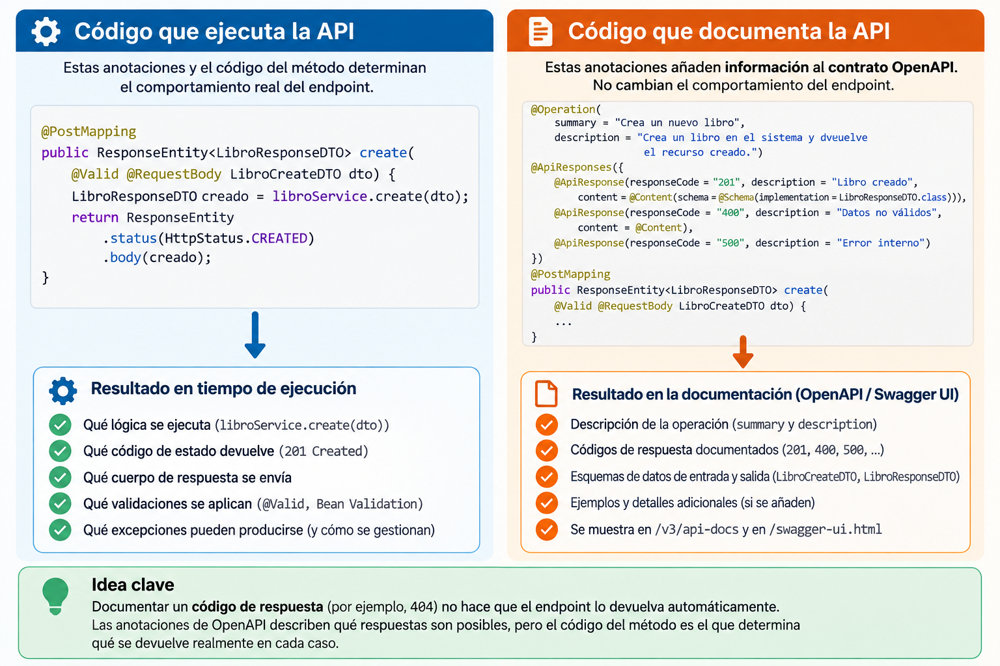 Código que ejecuta la API
Estas anotaciones y el código del método determinan
el comportamiento real del endpoint.
@PostMapping
public ResponseEntity<LibroResponseDTO> create(
@Valid @RequestBody LibroCreateDTO dto) {
LibroResponseDTO creado = libroService.create(dto);
return ResponseEntity
.status(HttpStatus.CREATED)
.body(creado);
}
Resultado en tiempo de ejecución
Qué lógica se ejecuta (libroService.create(dto))
Qué código de estado devuelve (201 Created)
Qué cuerpo de respuesta se envía
Qué validaciones se aplican (@Valid, Bean Validation)
Qué excepciones pueden producirse (y cómo se gestionan)
Código que documenta la API
Estas anotaciones añaden información al contrato OpenAPI.
No cambian el comportamiento del endpoint.
@Operation(
summary = "Crea un nuevo libro",
description = "Crea un libro en el sistema y dveuelve
el recurso creado.")
@ApiResponses({
@ApiResponse(responseCode = "201", description = "Libro creado",
content = @Content(schema = @Schema(implementation = LibroResponseDTO.class))),
@ApiResponse(responseCode = "400", description = "Datos no válidos",
content = @Content),
@ApiResponse(responseCode = "500", description = "Error interno")
})
@PostMapping
public ResponseEntity<LibroResponseDTO> create(
@Valid @RequestBody LibroCreateDTO dto) {
...
}
Resultado en la documentación (OpenAPI / Swagger UI)
Descripción de la operación (summary y description)
Códigos de respuesta documentados (201, 400, 500, ...)
Esquemas de datos de entrada y salida (LibroCreateDTO, LibroResponseDTO)
Ejemplos y detalles adicionales (si se añaden)
Se muestra en /v3/api-docs y en /swagger-ui.html
Idea clave
Documentar un código de respuesta (por ejemplo, 404) no hace que el endpoint lo devuelva automáticamente.
Las anotaciones de OpenAPI describen qué respuestas son posibles, pero el código del método es el que determina
qué se devuelve realmente en cada caso.